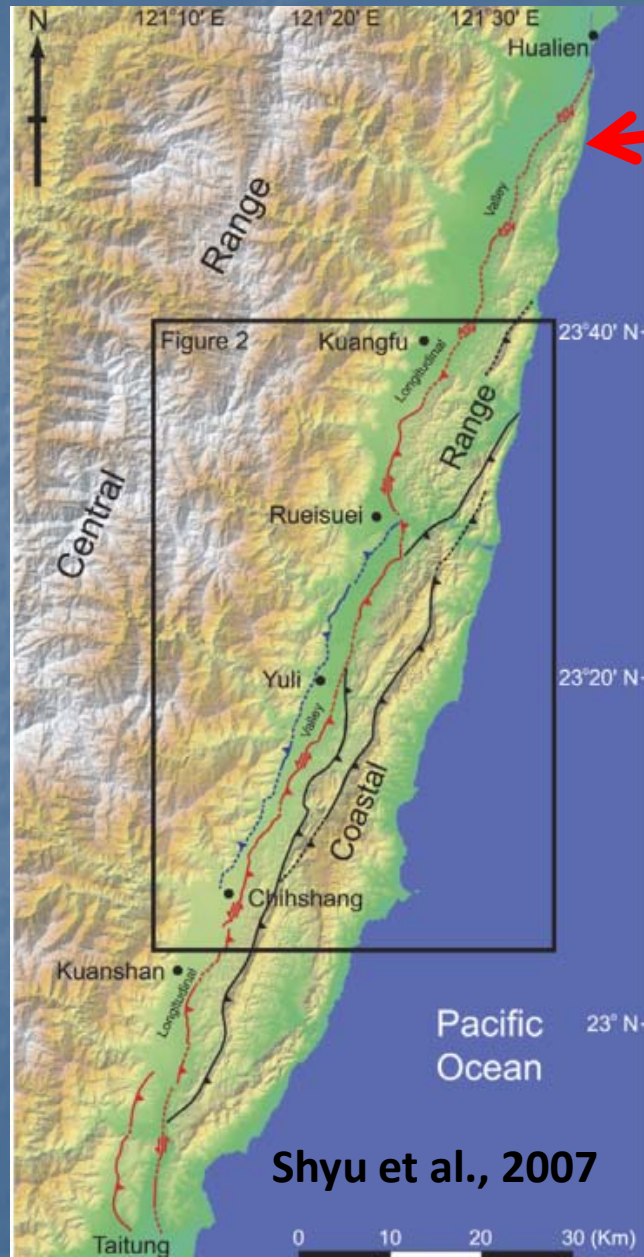 121°10' E 121°20' E 121°30' E
N
Hualien
Range
Valley
23°40' N
Figure 2
Kuangfu
Longitudinal
Range
Central
Rueisuei
23°20' N
Yuli
Valley
Coastal
Chihshang
Kuanshan
Longitudinal
Pacific
Ocean
23° N
Shyu et al., 2007
Taitung
0 10 20 30 (Km)